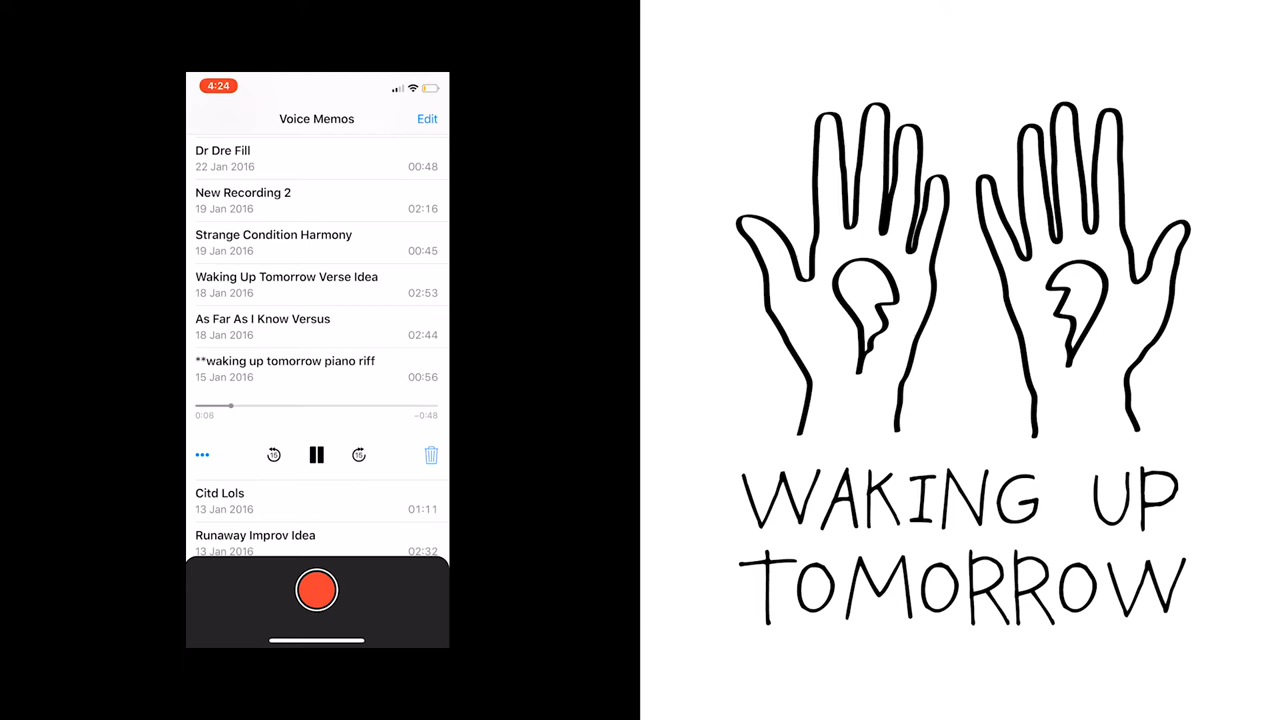 4:24
Voice Memos
Edit
Dr Dre Fill
22 Jan 2016
00:48
New Recording 2
19 Jan 2016
02:16
Strange Condition Harmony
19 Jan 2016
00:45
Waking Up Tomorrow Verse Idea
18 Jan 2016
02:53
As Far As I Know Versus
18 Jan 2016
02:44
**waking up tomorrow piano riff
15 Jan 2016
00:56
0:08
−0:48
15
15
Citd Lols
13 Jan 2016
01:11
Runaway Improv Idea
13 Jan 2016
02:32
WAKING UP
TOMORROW